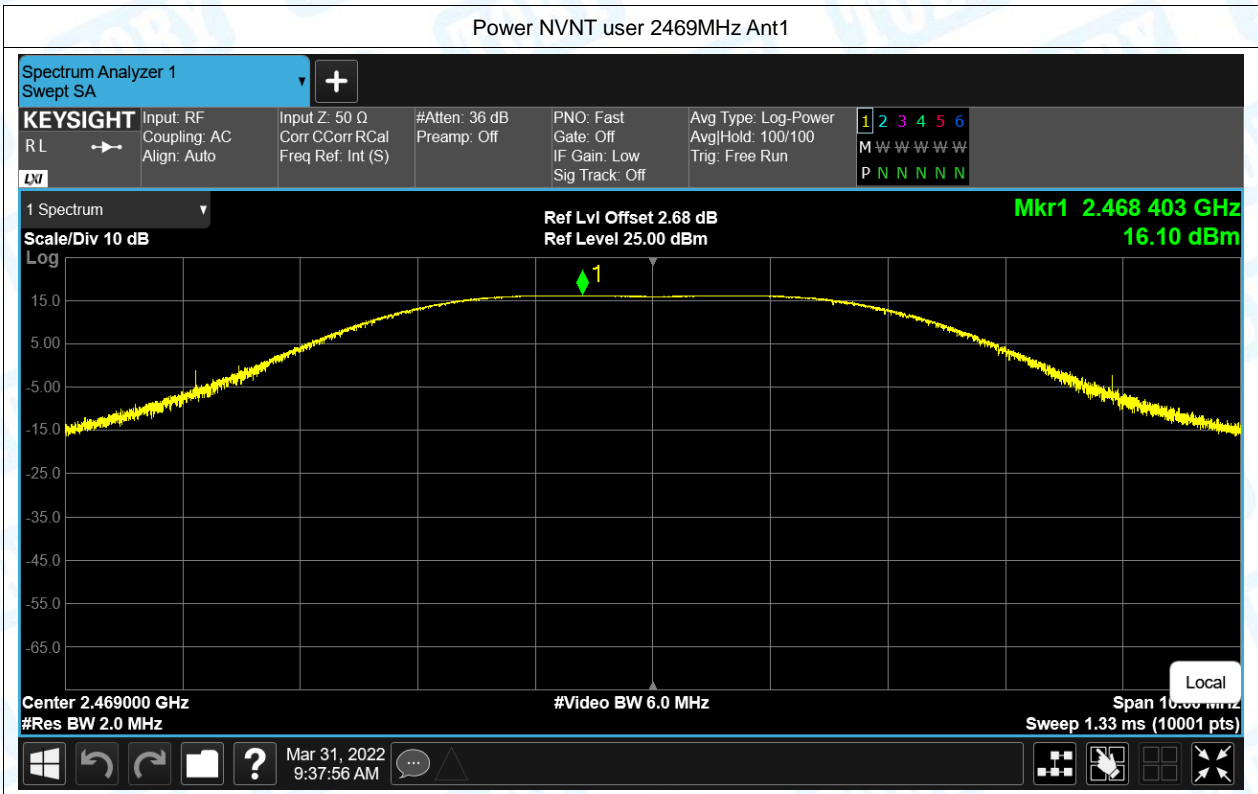 Power NVNT user 2469MHz Ant1
Spectrum Analyzer 1
Swept SA
KEYSIGHT
RL
LXI
Input: RF
Coupling: AC
Align: Auto
Input Z: 50 Ω
Corr CCorr RCal
Freq Ref: Int (S)
#Atten: 36 dB
Preamp: Off
PNO: Fast
Gate: Off
IF Gain: Low
Sig Track: Off
Avg Type: Log-Power
Avg|Hold: 100/100
Trig: Free Run
1 2 3 4 5 6
M W W W W W W
P N N N N N N
1 Spectrum
Scale/Div 10 dB
Ref Lvl Offset 2.68 dB
Ref Level 25.00 dBm
Mkr1 2.468 403 GHz
16.10 dBm
Log
1
15.0
5.00
-5.00
-15.0
-25.0
-35.0
-45.0
-55.0
-65.0
Local
Center 2.469000 GHz
#Video BW 6.0 MHz
Span 10.00 MHz
#Res BW 2.0 MHz
Sweep 1.33 ms (10001 pts)
Mar 31, 2022
9:37:56 AM